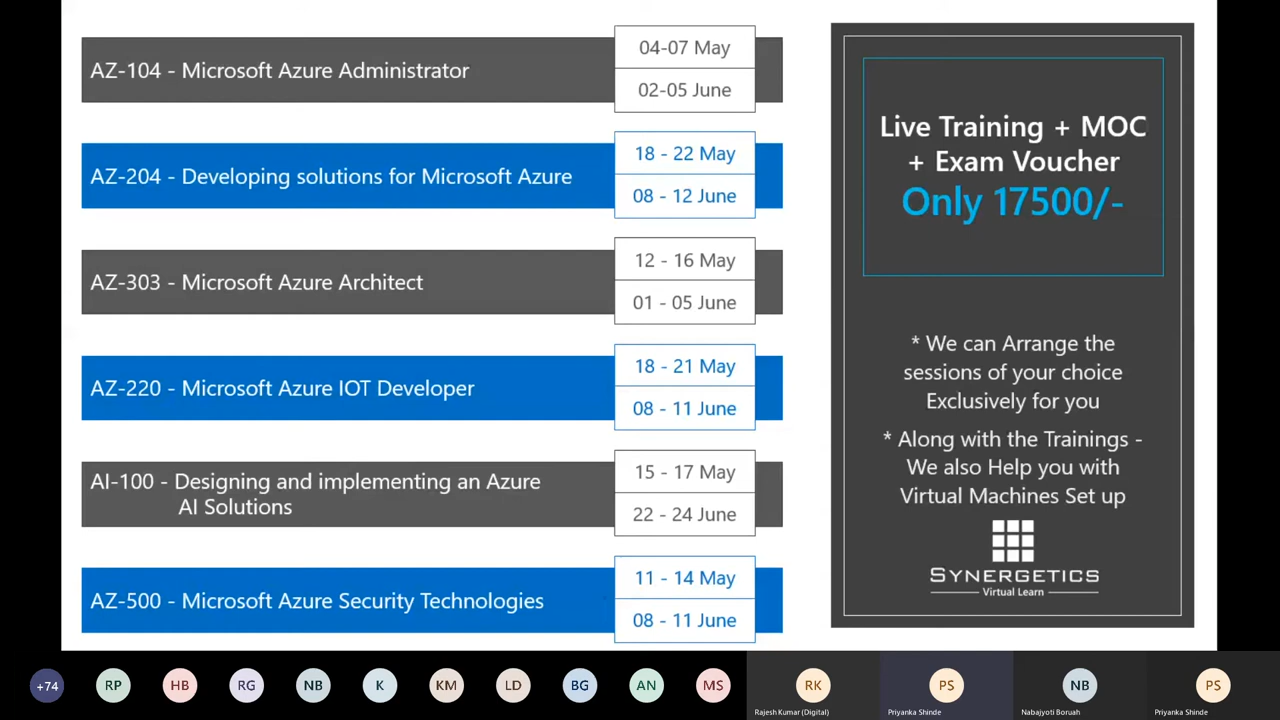 AZ-104 - Microsoft Azure Administrator
04-07 May
02-05 June
AZ-204 - Developing solutions for Microsoft Azure
18 - 22 May
08 - 12 June
AZ-303 - Microsoft Azure Architect
12 - 16 May
01 - 05 June
AZ-220 - Microsoft Azure IOT Developer
18 - 21 May
08 - 11 June
AI-100 - Designing and implementing an Azure
AI Solutions
15 - 17 May
22 - 24 June
AZ-500 - Microsoft Azure Security Technologies
11 - 14 May
08 - 11 June
Live Training + MOC
+ Exam Voucher
Only 17500/-
* We can Arrange the
sessions of your choice
Exclusively for you
* Along with the Trainings -
We also Help you with
Virtual Machines Set up
SYNERGETICS
Virtual Learn
+74
RP
HB
RG
NB
K
KM
LD
BG
AN
MS
RK
Rajesh Kumar (Digital)
PS
Priyanka Shinde
NB
Nabajyoti Boruah
PS
Priyanka Shinde